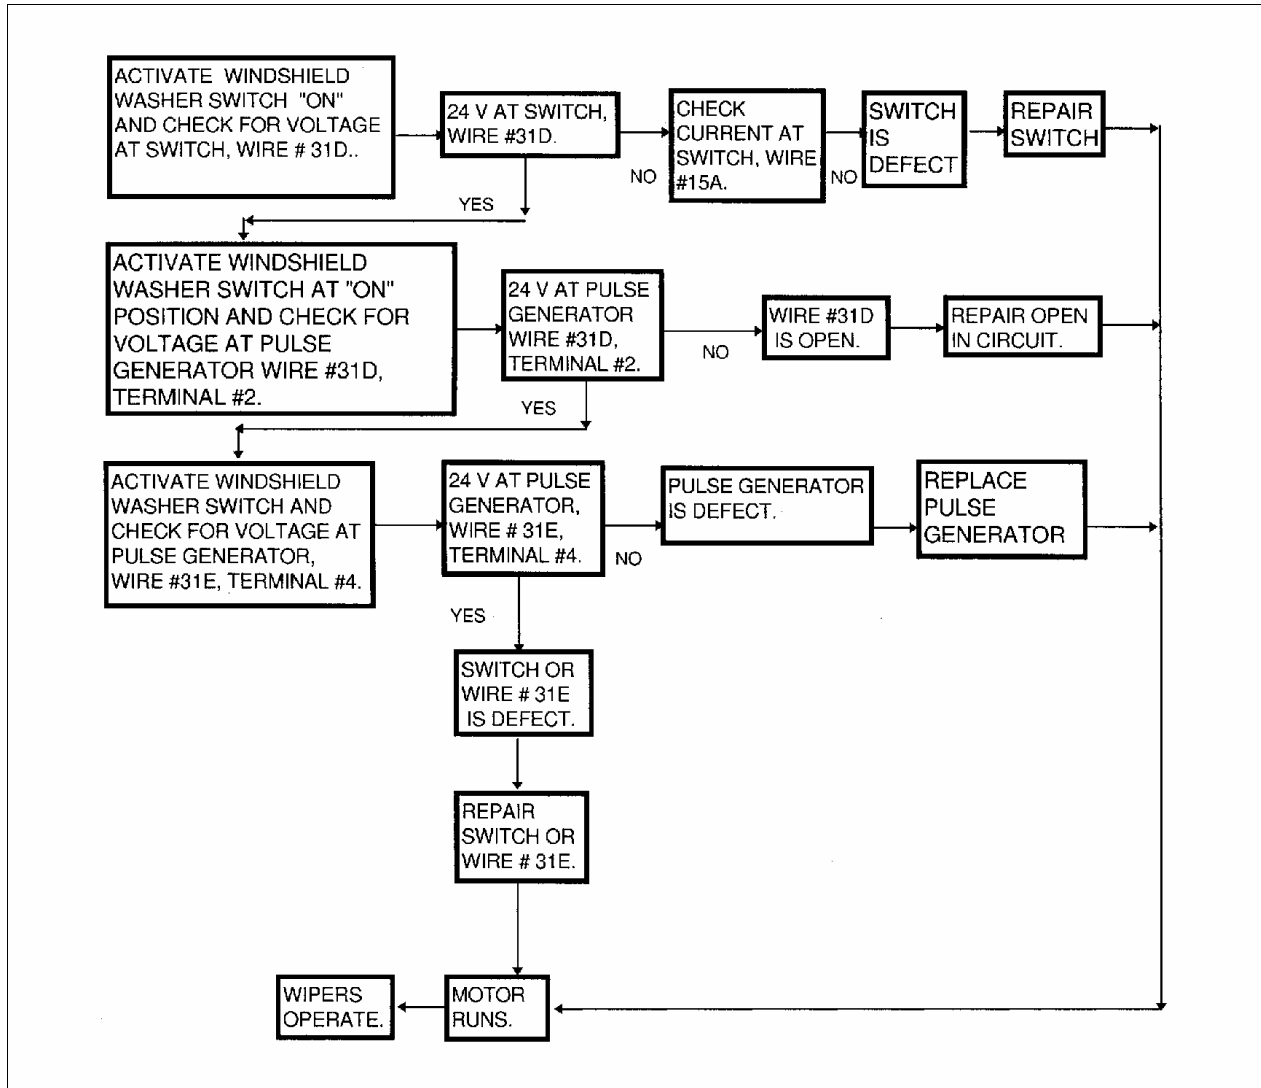 ACTIVATE WINDSHIELD
WASHER SWITCH "ON"
AND CHECK FOR VOLTAGE
AT SWITCH, WIRE # 31D..
24 V AT SWITCH,
WIRE #31D.
CHECK
CURRENT AT
SWITCH, WIRE
#15A.
SWITCH
IS
DEFECT
REPAIR
SWITCH
NO
NO
YES
ACTIVATE WINDSHIELD
WASHER SWITCH AT "ON"
POSITION AND CHECK FOR
VOLTAGE AT PULSE
GENERATOR WIRE #31D,
TERMINAL #2.
24 V AT PULSE
GENERATOR
WIRE #31D,
TERMINAL #2.
WIRE #31D
IS OPEN.
REPAIR OPEN
IN CIRCUIT.
NO
YES
ACTIVATE WINDSHIELD
WASHER SWITCH AND
CHECK FOR VOLTAGE AT
PULSE GENERATOR,
WIRE #31E, TERMINAL #4.
24 V AT PULSE
GENERATOR,
WIRE # 31E,
TERMINAL #4.
PULSE GENERATOR
IS DEFECT.
REPLACE
PULSE
GENERATOR
NO
YES
SWITCH OR
WIRE # 31E
IS DEFECT.
REPAIR
SWITCH OR
WIRE # 31E.
WIPERS
OPERATE.
MOTOR
RUNS.